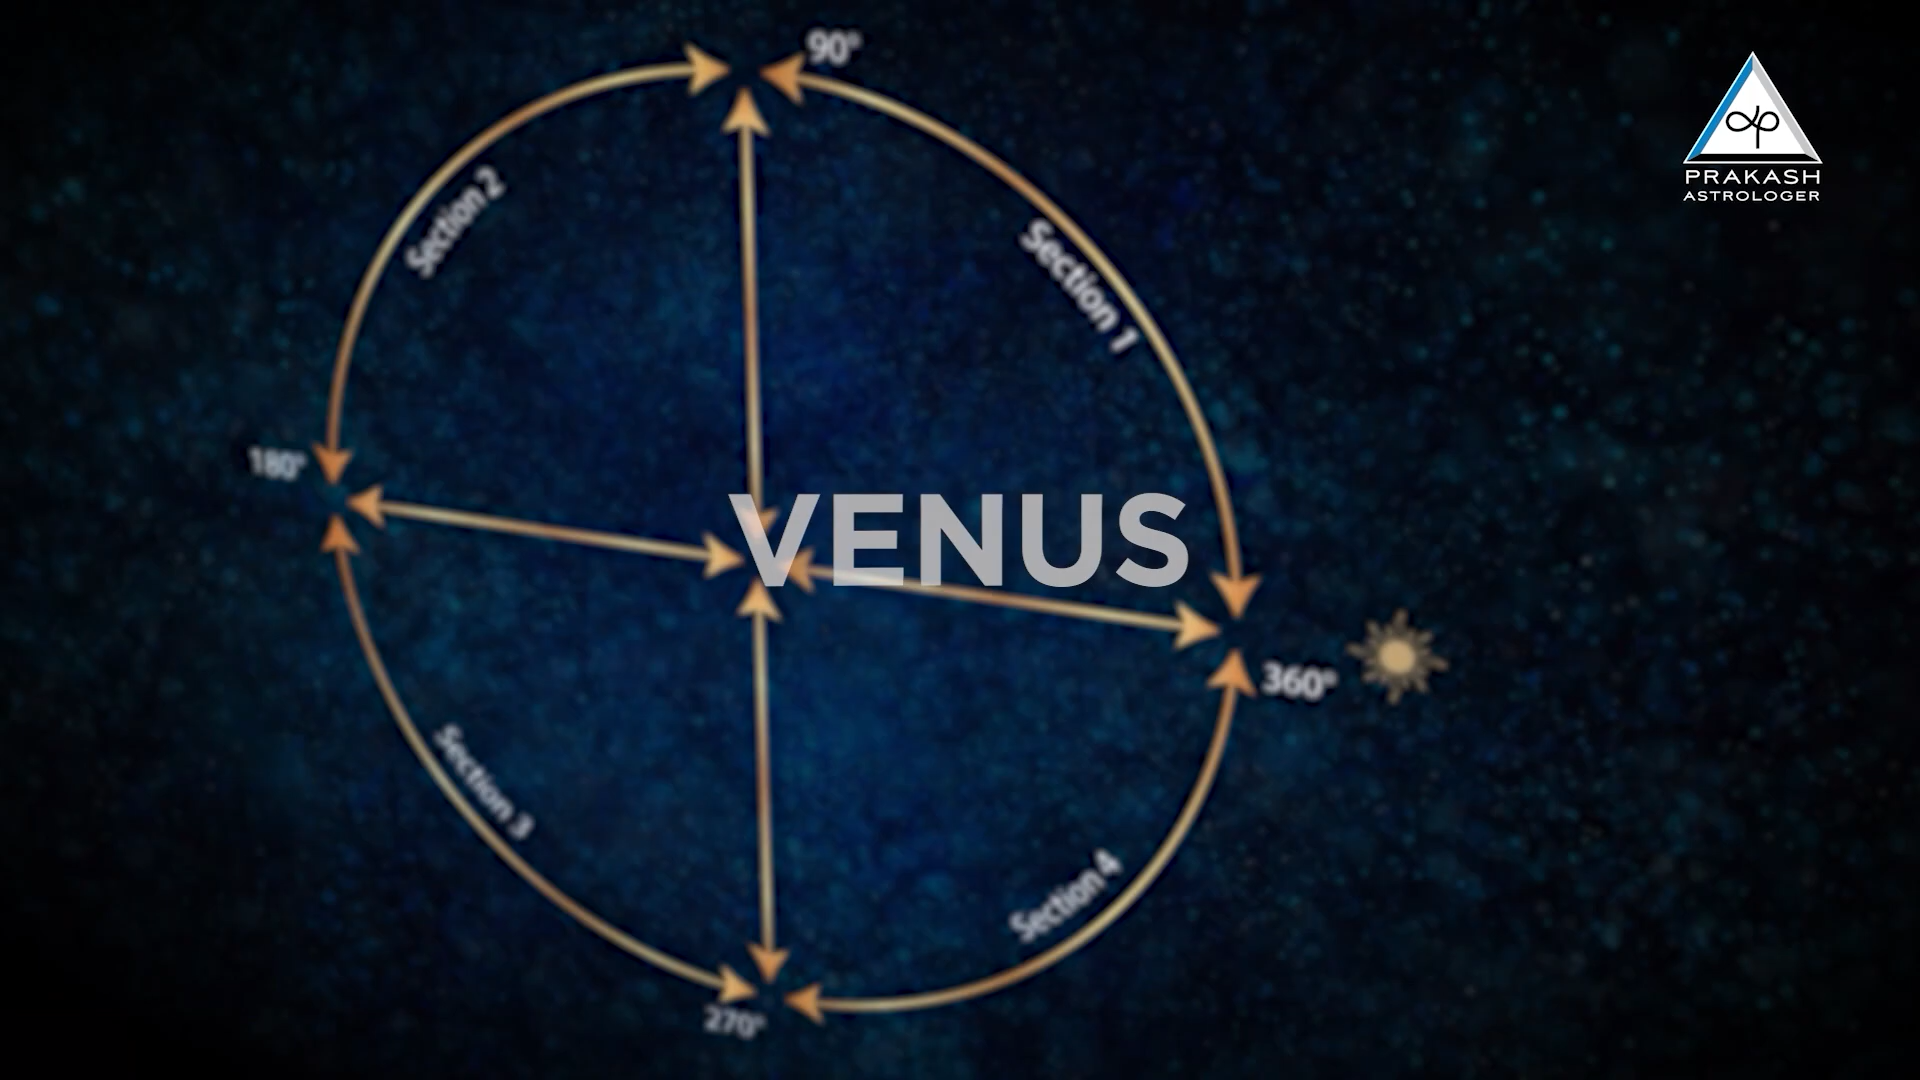 90°
PRAKASH
ASTROLOGER
Section 2
Section 1
180°
VENUS
360°
Section 3
Section 4
270°